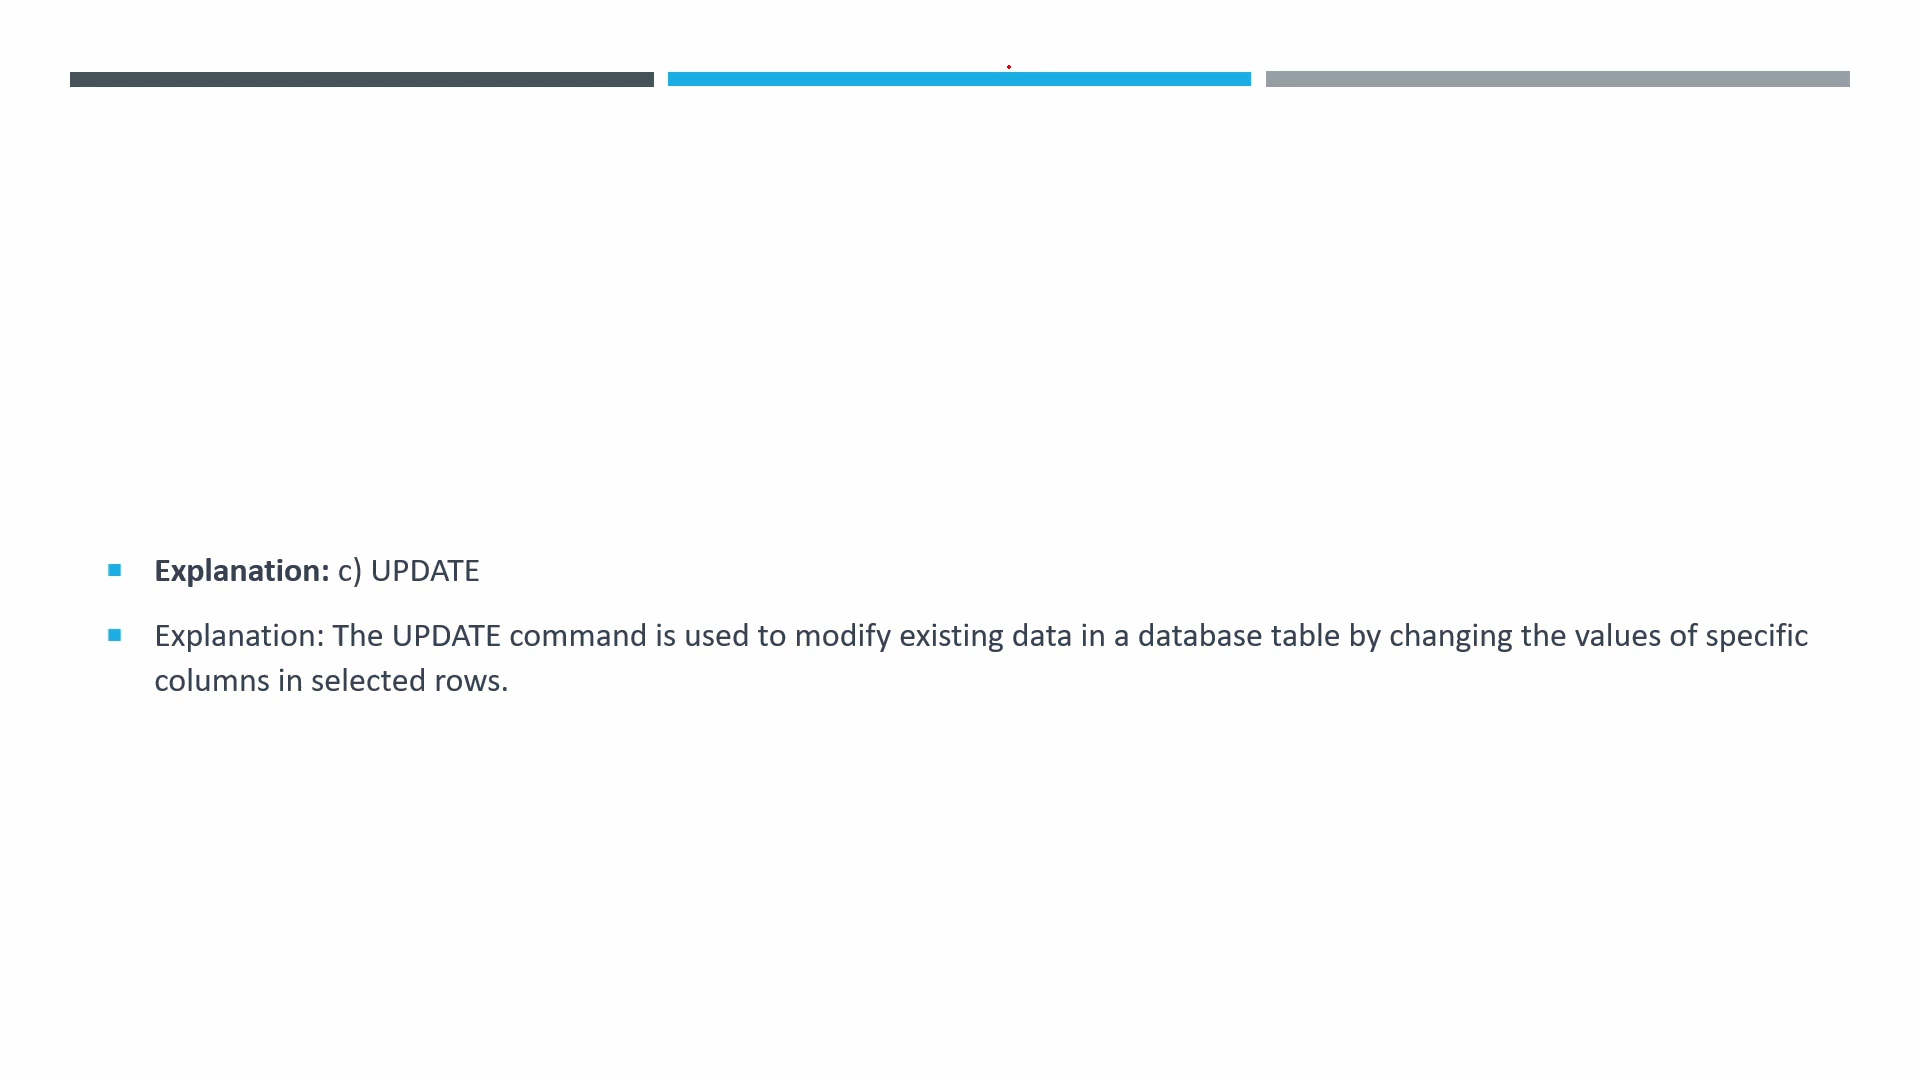 Explanation: c) UPDATE
Explanation: The UPDATE command is used to modify existing data in a database table by changing the values of specific
columns in selected rows.